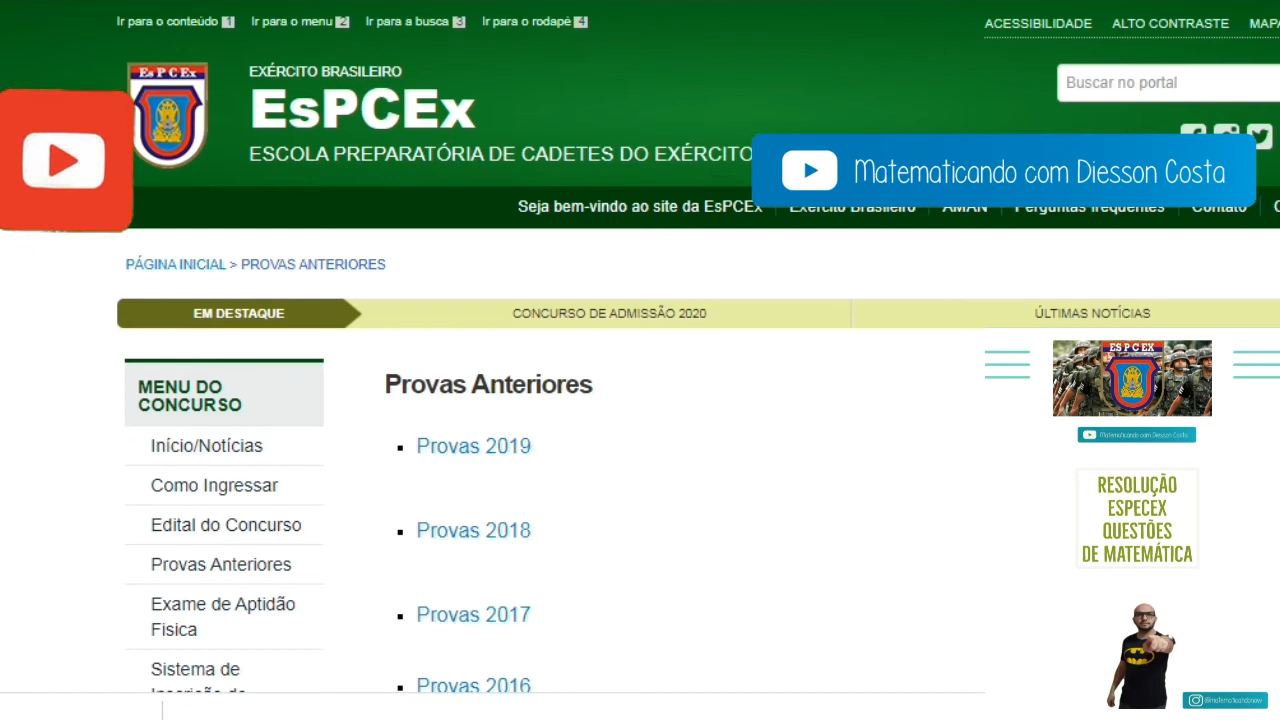 Ir para o conteúdo 1 Ir para o menu 2 Ir para a busca 3 Ir para o rodapé 4
ACESSIBILIDADE ALTO CONTRASTE MAPA
EsPCEx
EXÉRCITO BRASILEIRO
EsPCEx
ESCOLA PREPARATÓRIA DE CADETES DO EXÉRCITO
Buscar no portal
Matematicando com Diesson Costa
Seja bem-vindo ao site da EsPCEx Exército Brasileiro AMAN Perguntas frequentes Contato
PÁGINA INICIAL > PROVAS ANTERIORES
EM DESTAQUE CONCURSO DE ADMISSÃO 2020 ÚLTIMAS NOTÍCIAS
MENU DO
CONCURSO
Início/Notícias
Como Ingressar
Edital do Concurso
Provas Anteriores
Exame de Aptidão
Fisica
Sistema de
Inscrição do
Provas Anteriores
Provas 2019
Provas 2018
Provas 2017
Provas 2016
ESPCEX
Matematicando com Diesson Costa
RESOLUÇÃO
ESPECEX
QUESTÕES
DE MATEMÁTICA